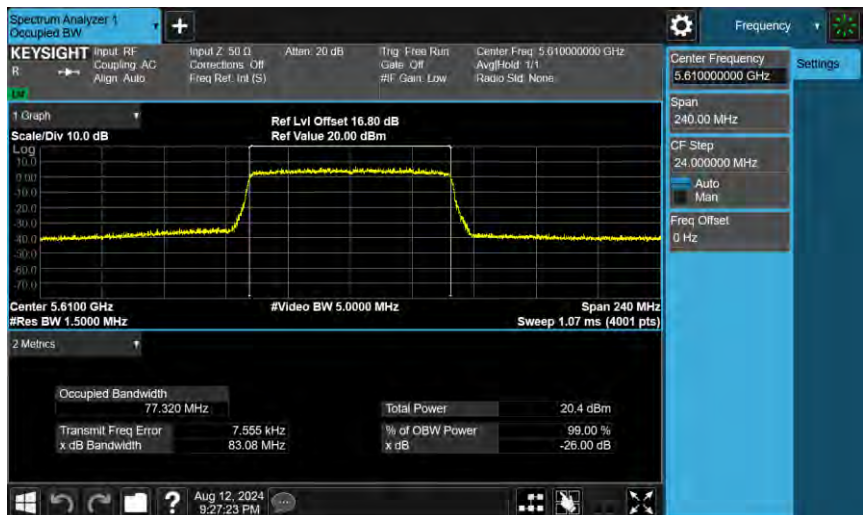 Spectrum Analyzer 1
Occupied BW
+
Frequency
KEYSIGHT
R
Input: RF
Coupling: AC
Align: Auto
Input Z: 50 Ω
Corrections: Off
Freq Ref: Int (S)
Atten: 20 dB
Trig: Free Run
Gate: Off
#IF Gain: Low
Center Freq: 5.610000000 GHz
Avg|Hold: 1/1
Radio Std: None
1 Graph
Scale/Div 10.0 dB
Ref Lvl Offset 16.80 dB
Ref Value 20.00 dBm
Log
10.0
0.00
-10.0
-20.0
-30.0
-40.0
-50.0
-60.0
-70.0
Center 5.6100 GHz
#Video BW 5.0000 MHz
Span 240 MHz
#Res BW 1.5000 MHz
Sweep 1.07 ms (4001 pts)
2 Metrics
Occupied Bandwidth
77.320 MHz
Total Power
20.4 dBm
Transmit Freq Error
7.555 kHz
% of OBW Power
99.00 %
x dB Bandwidth
83.08 MHz
x dB
-26.00 dB
?
Aug 12, 2024
9:27:23 PM
Center Frequency
5.610000000 GHz
Settings
Span
240.00 MHz
CF Step
24.000000 MHz
Auto
Man
Freq Offset
0 Hz